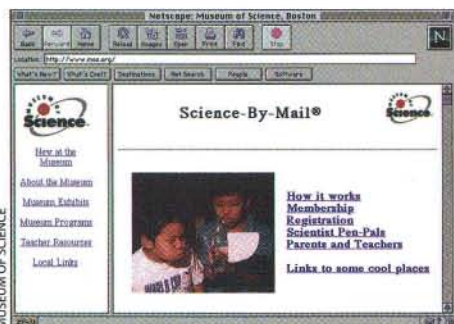 Netscape: Museum of Science, Boston
Back Forward Home Reload Images Open Print Find Stop
N
Location: http://www.mos.org/
What's New? What's Cool? Destinations Net Search People Software
Science
New at the
Museum
About the Museum
Museum Exhibits
Museum Programs
Teacher Resources
Local Links
Science-By-Mail®
Science
How it works
Membership
Registration
Scientist Pen-Pals
Parents and Teachers
Links to some cool places
MUSEUM OF SCIENCE